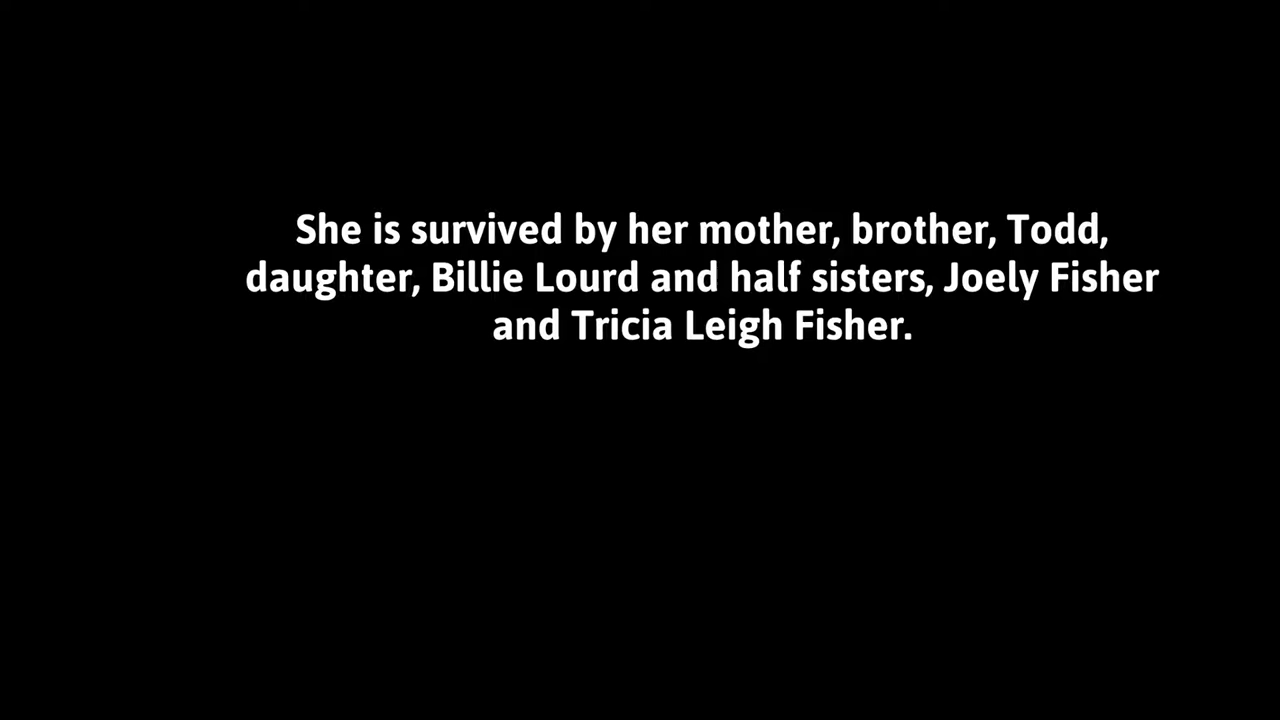 She is survived by her mother, brother, Todd,
daughter, Billie Lourd and half sisters, Joely Fisher
and Tricia Leigh Fisher.